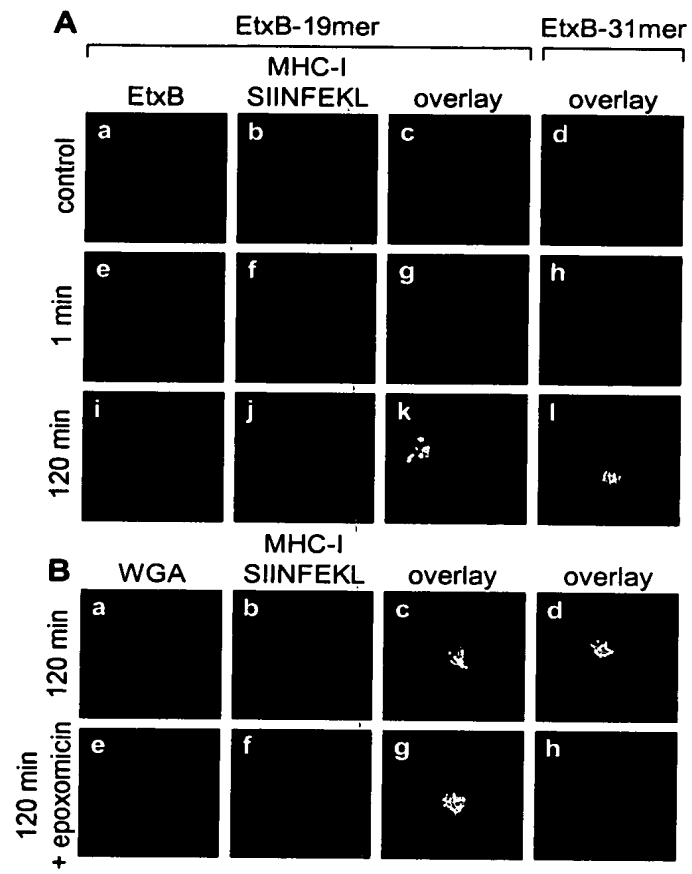 A
EtxB-19mer
EtxB-31mer
EtxB
MHC-I
SIINFEKL
overlay
overlay
control
a
b
c
d
1 min
e
f
g
h
120 min
i
j
k
l
B
WGA
MHC-I
SIINFEKL
overlay
overlay
120 min
a
b
c
d
120 min
+ epoxomicin
e
f
g
h